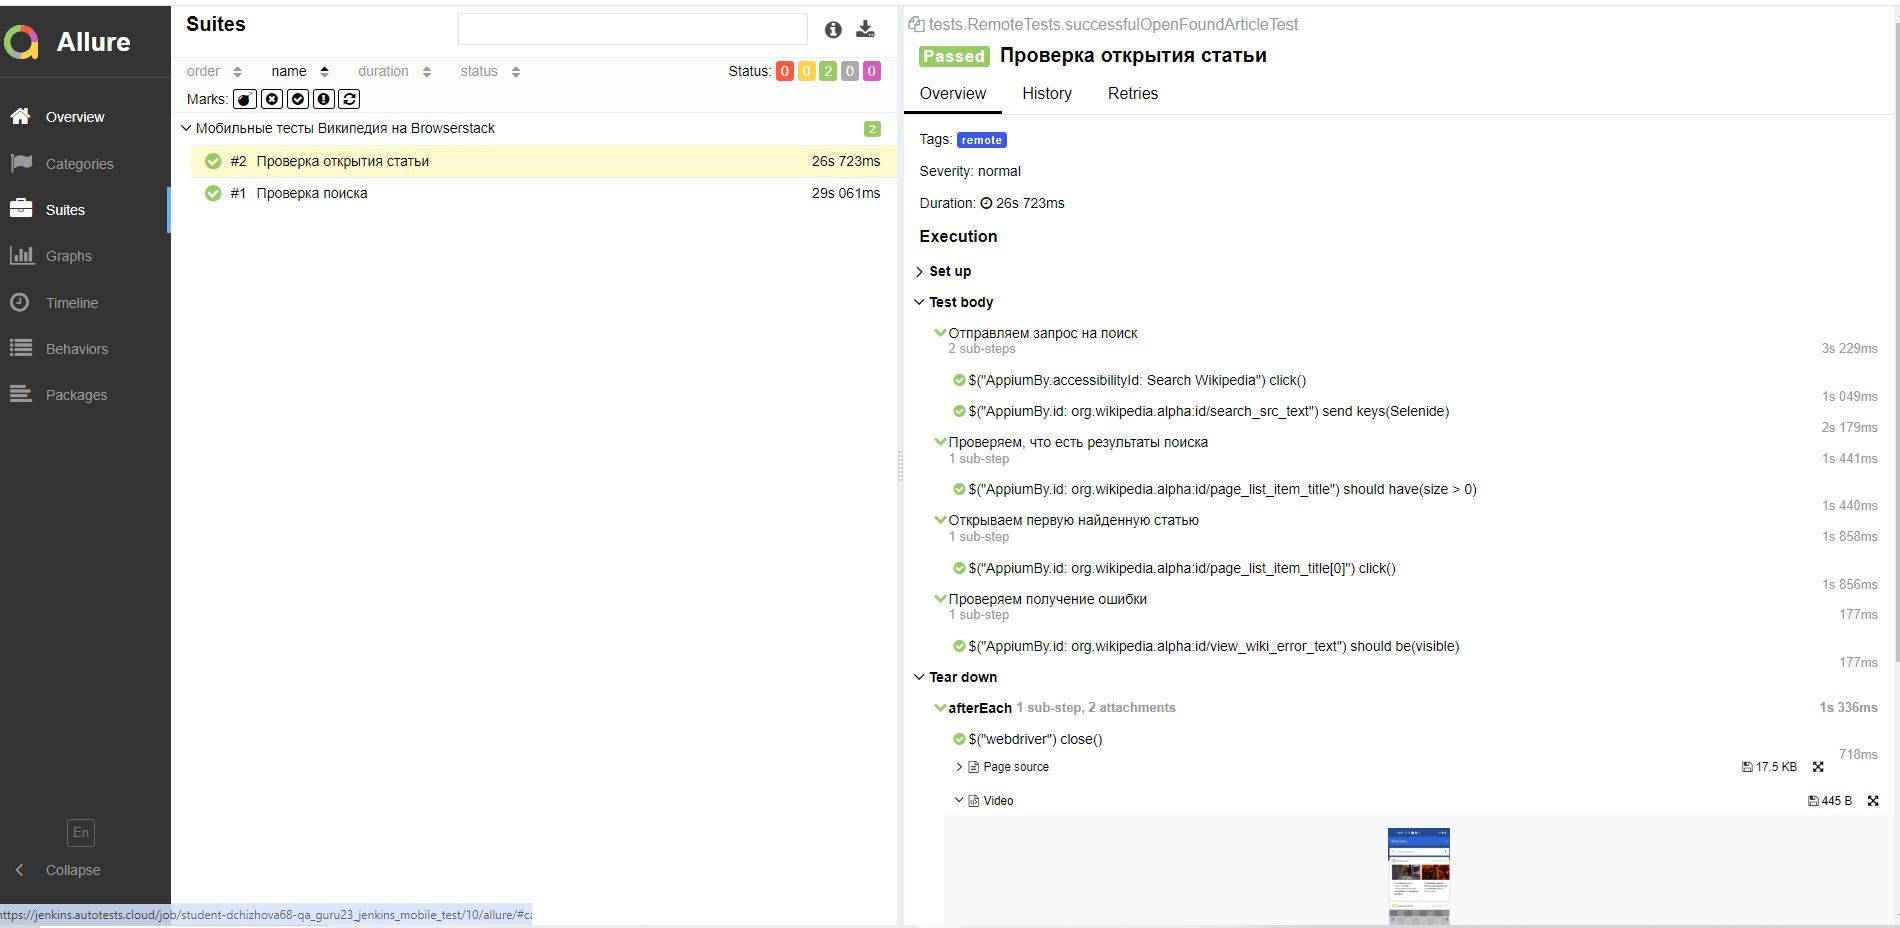 Allure
Overview
Categories
Suites
Graphs
Timeline
Behaviors
Packages
En
Collapse
Suites
order name duration status Status: 0 0 2 0 0
Marks:
Мобильные тесты Википедия на Browserstack 2
#2 Проверка открытия статьи 26s 723ms
#1 Проверка поиска 29s 061ms
tests.RemoteTests.successfulOpenFoundArticleTest
Passed Проверка открытия статьи
Overview History Retries
Tags: remote
Severity: normal
Duration: 26s 723ms
Execution
Set up
Test body
Отправляем запрос на поиск
2 sub-steps 3s 229ms
$("AppiumBy.accessibilityId: Search Wikipedia") click()
1s 049ms
$("AppiumBy.id: org.wikipedia.alpha:id/search_src_text") send keys(Selenide)
2s 179ms
Проверяем, что есть результаты поиска
1 sub-step 1s 441ms
$("AppiumBy.id: org.wikipedia.alpha:id/page_list_item_title") should have(size > 0)
1s 440ms
Открываем первую найденную статью
1 sub-step 1s 858ms
$("AppiumBy.id: org.wikipedia.alpha:id/page_list_item_title[0]") click()
1s 856ms
Проверяем получение ошибки
1 sub-step 177ms
$("AppiumBy.id: org.wikipedia.alpha:id/view_wiki_error_text") should be(visible)
177ms
Tear down
afterEach 1 sub-step, 2 attachments 1s 336ms
$("webdriver") close()
718ms
Page source 17.5 KB
Video 445 B
https://jenkins.autotests.cloud/job/student-dchizhova68-qa_guru23_jenkins_mobile_test/10/allure/#ca